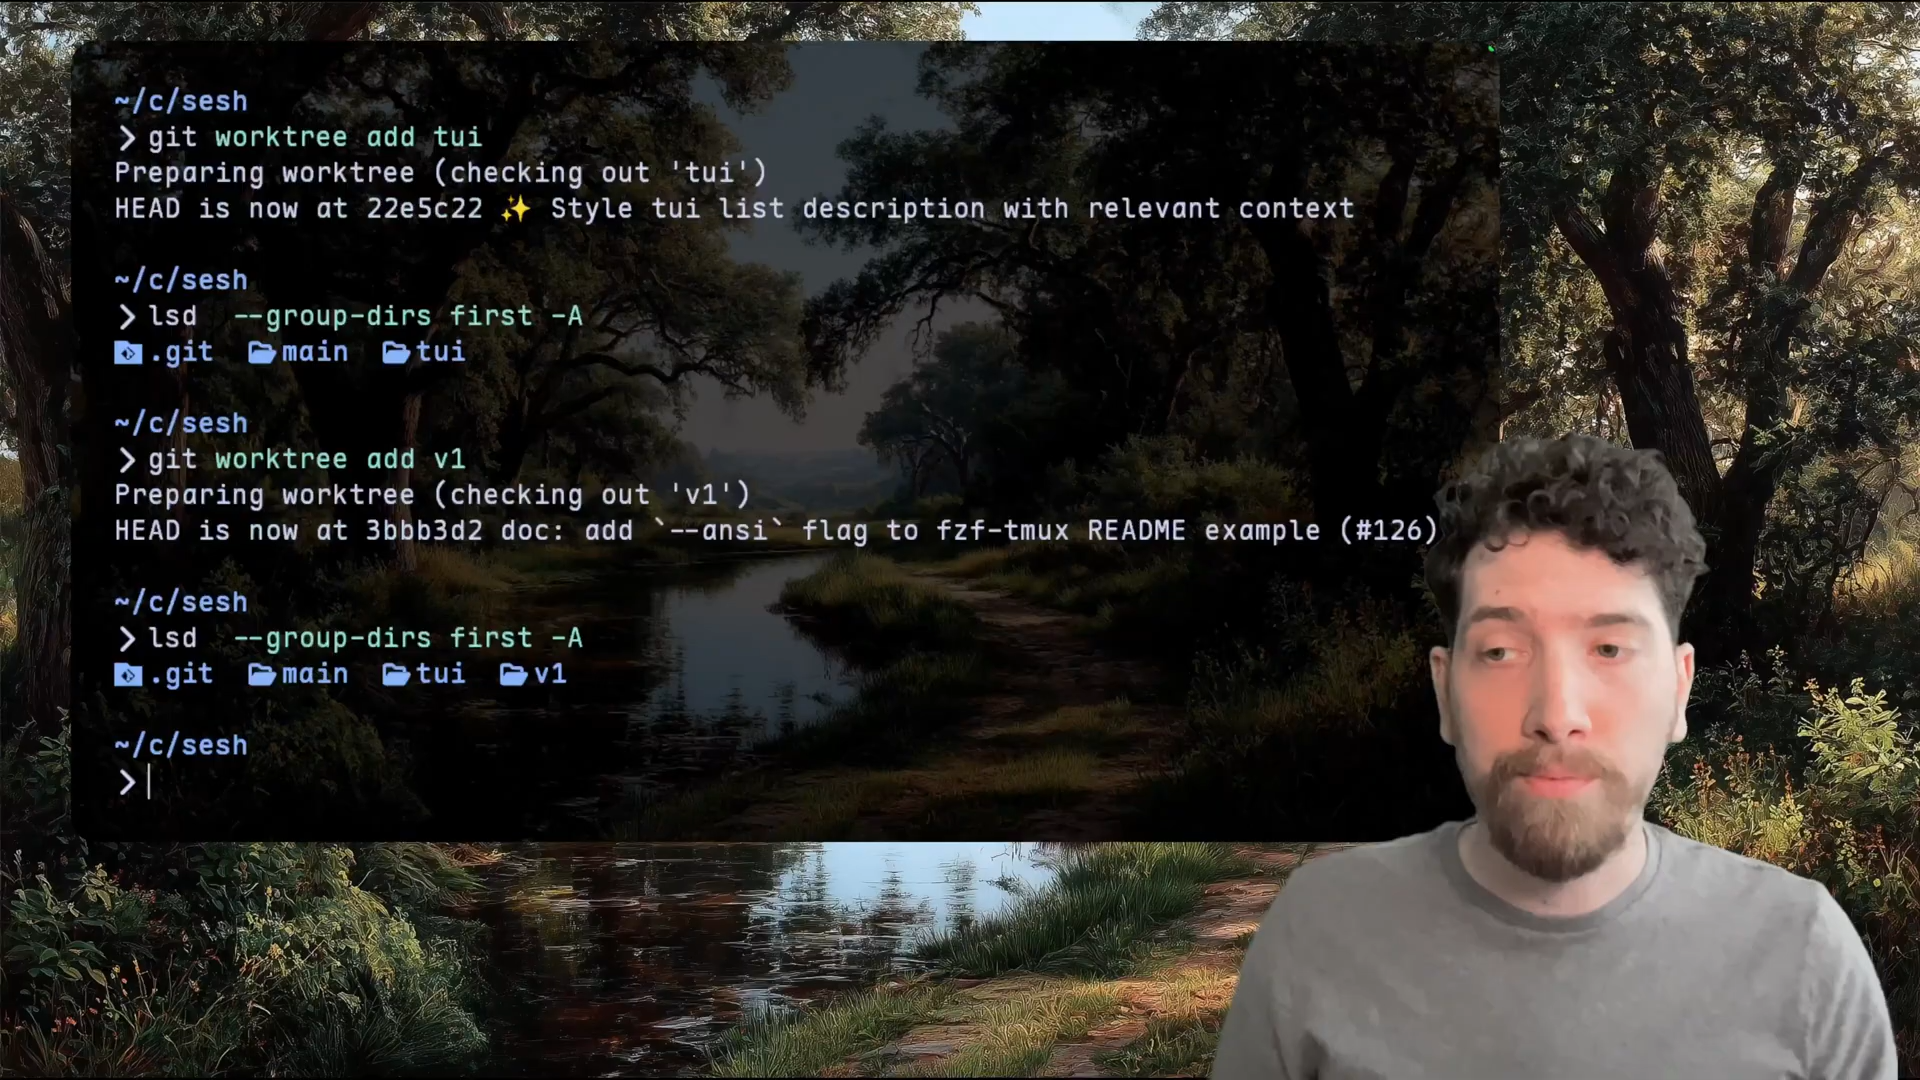 ~/c/sesh
❯ git worktree add tui
Preparing worktree (checking out 'tui')
HEAD is now at 22e5c22 ✨ Style tui list description with relevant context
~/c/sesh
❯ lsd  --group-dirs first -A
.git  main  tui
~/c/sesh
❯ git worktree add v1
Preparing worktree (checking out 'v1')
HEAD is now at 3bbb3d2 doc: add `--ansi` flag to fzf-tmux README example (#126)
~/c/sesh
❯ lsd  --group-dirs first -A
.git  main  tui  v1
~/c/sesh
❯